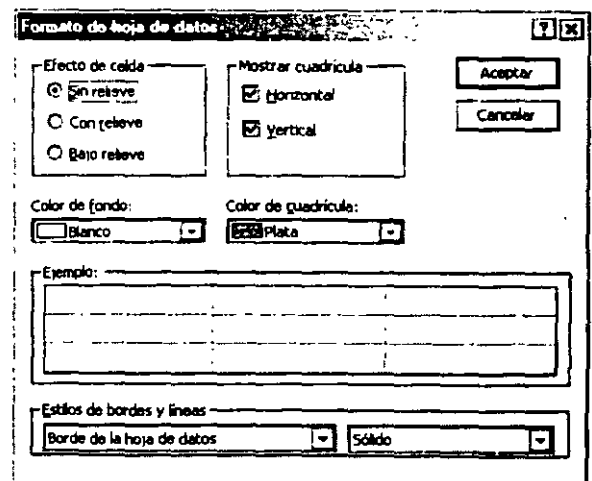 Formato de hoja de datos
Efecto de celda
Sin relieve
Con relieve
Bajo relieve
Mostrar cuadrícula
Horizontal
Vertical
Aceptar
Cancelar
Color de fondo:
Blanco
Color de cuadrícula:
Plata
Ejemplo:
Estilos de bordes y líneas
Borde de la hoja de datos
Sólido